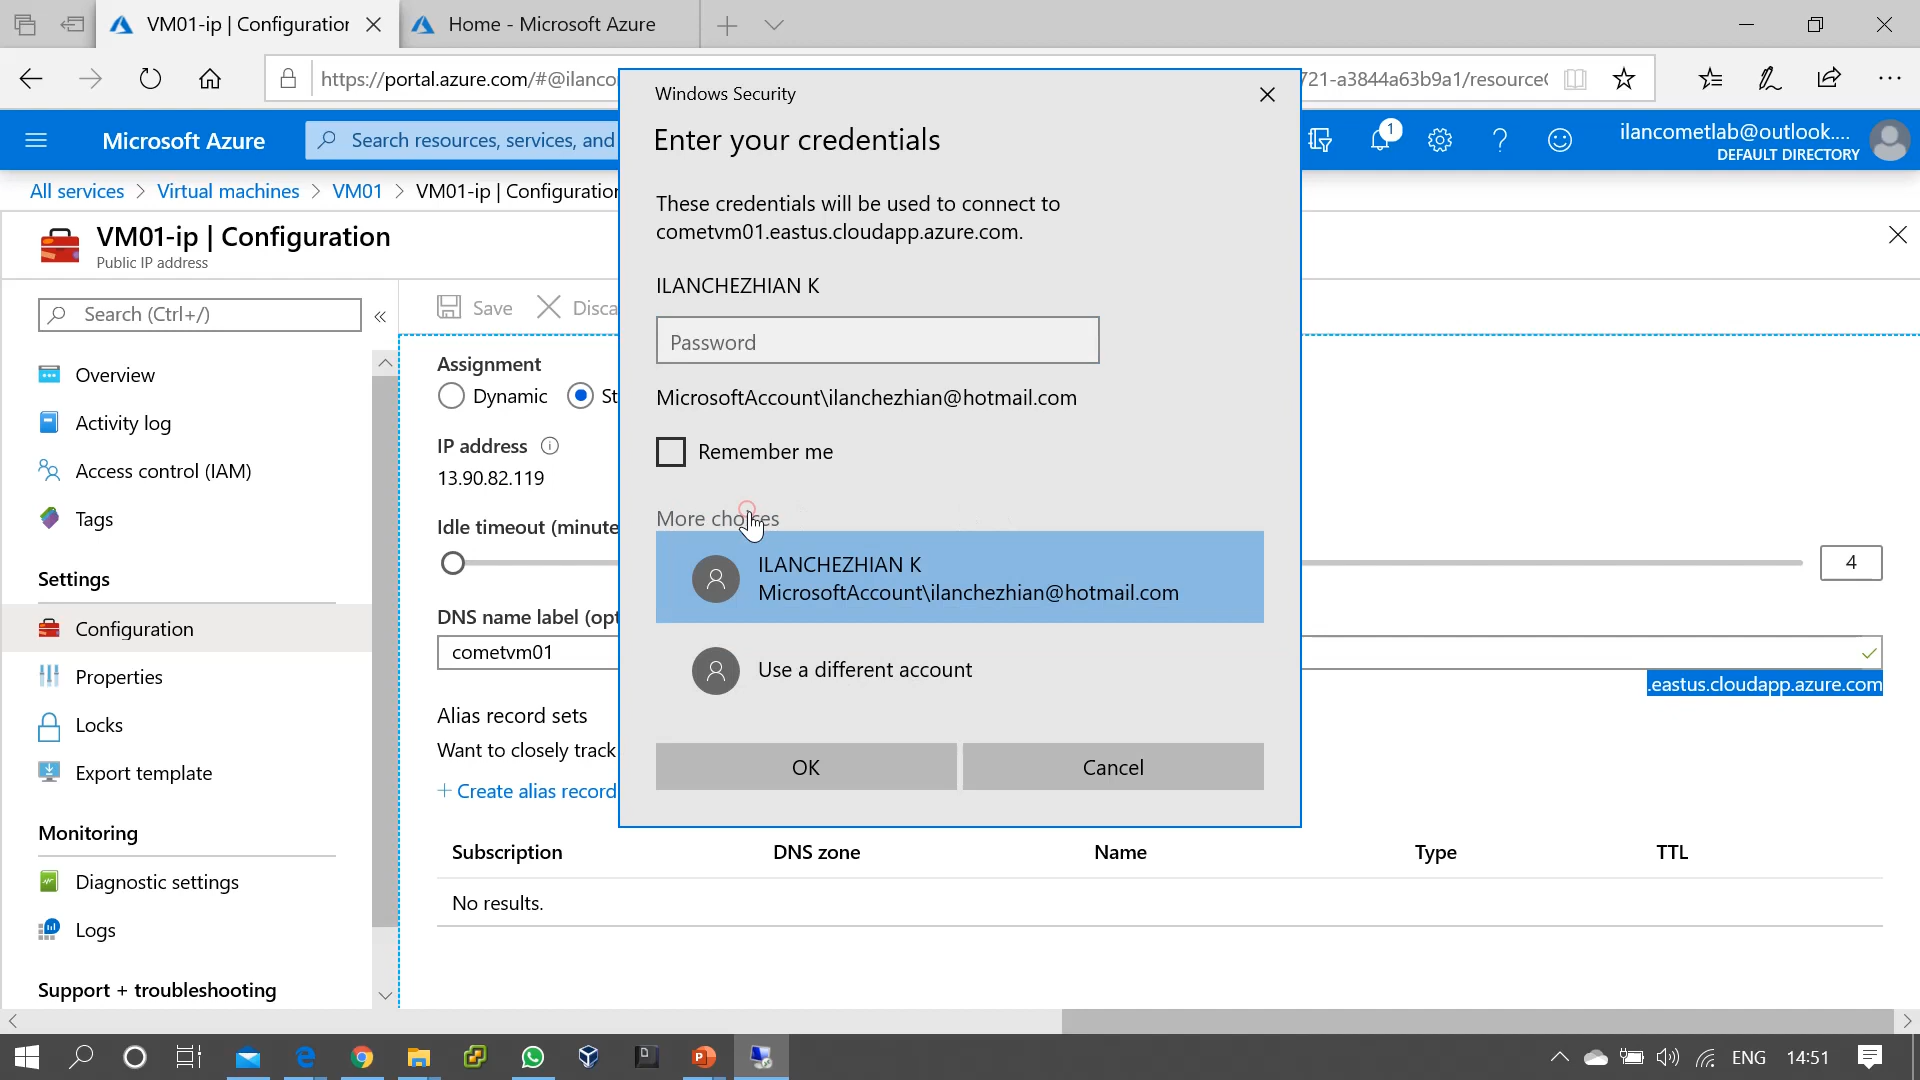 VM01-ip | Configuration
Home - Microsoft Azure
https://portal.azure.com/#@ilanco
721-a3844a63b9a1/resource
Microsoft Azure
Search resources, services, and
1
ilancometlab@outlook....
DEFAULT DIRECTORY
All services > Virtual machines > VM01 > VM01-ip | Configuration
VM01-ip | Configuration
Public IP address
Search (Ctrl+/)
«
Overview
Activity log
Access control (IAM)
Tags
Settings
Configuration
Properties
Locks
Export template
Monitoring
Diagnostic settings
Logs
Support + troubleshooting
Save
Disca
Assignment
Dynamic
St
IP address
13.90.82.119
Idle timeout (minute
4
DNS name label (opt
cometvm01
.eastus.cloudapp.azure.com
Alias record sets
Want to closely track
+ Create alias record
Subscription
DNS zone
Name
Type
TTL
No results.
Windows Security
Enter your credentials
These credentials will be used to connect to
cometvm01.eastus.cloudapp.azure.com.
ILANCHEZHIAN K
Password
MicrosoftAccount\ilanchezhian@hotmail.com
Remember me
More choices
ILANCHEZHIAN K
MicrosoftAccount\ilanchezhian@hotmail.com
Use a different account
OK
Cancel
ENG
14:51